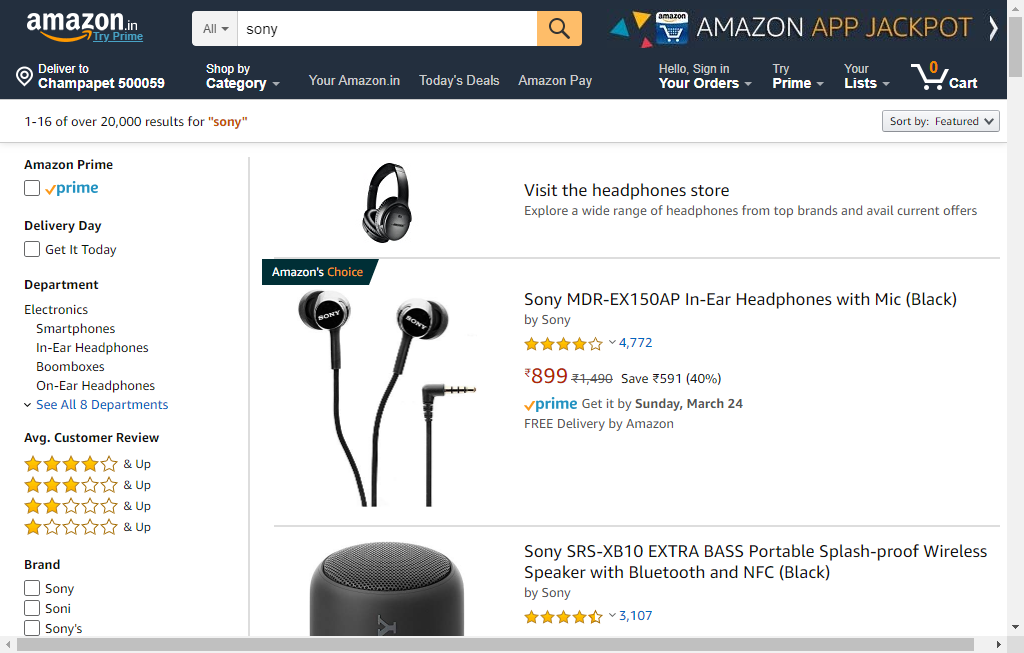 amazon.in
Try Prime
All
sony
amazon
AMAZON APP JACKPOT
Deliver to
Champapet 500059
Shop by
Category
Your Amazon.in
Today's Deals
Amazon Pay
Hello, Sign in
Your Orders
Try
Prime
Your
Lists
0
Cart
1-16 of over 20,000 results for "sony"
Sort by: Featured
Amazon Prime
prime
Delivery Day
Get It Today
Department
Electronics
Smartphones
In-Ear Headphones
Boomboxes
On-Ear Headphones
See All 8 Departments
Avg. Customer Review
& Up
& Up
& Up
& Up
Brand
Sony
Soni
Sony's
Visit the headphones store
Explore a wide range of headphones from top brands and avail current offers
Amazon's Choice
SONY
SONY
Sony MDR-EX150AP In-Ear Headphones with Mic (Black)
by Sony
4,772
₹899 ₹1,490 Save ₹591 (40%)
prime Get it by Sunday, March 24
FREE Delivery by Amazon
Sony SRS-XB10 EXTRA BASS Portable Splash-proof Wireless
Speaker with Bluetooth and NFC (Black)
by Sony
3,107